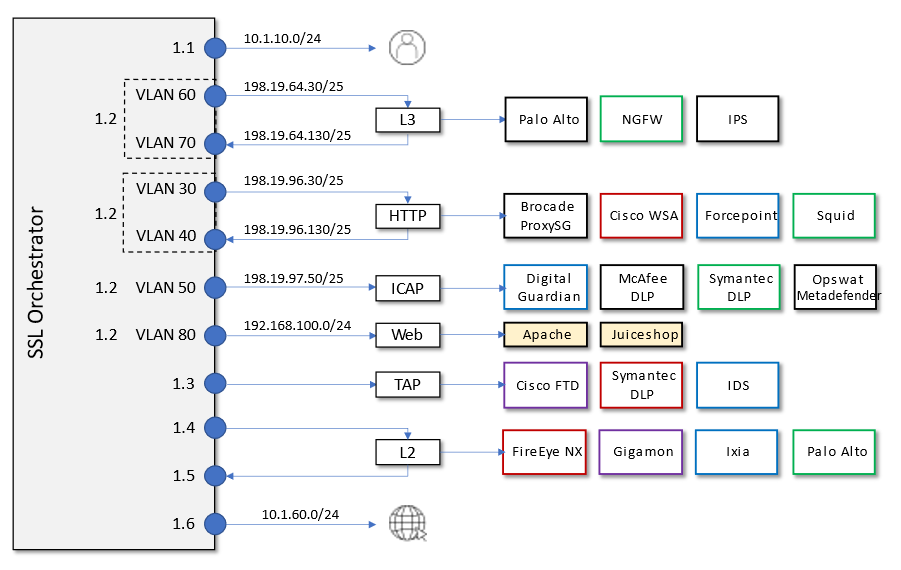 SSL Orchestrator
1.1
10.1.10.0/24
1.2
VLAN 60
198.19.64.30/25
VLAN 70
198.19.64.130/25
L3
Palo Alto
NGFW
IPS
1.2
VLAN 30
198.19.96.30/25
VLAN 40
198.19.96.130/25
HTTP
Brocade
ProxySG
Cisco WSA
Forcepoint
Squid
1.2
VLAN 50
198.19.97.50/25
ICAP
Digital
Guardian
McAfee
DLP
Symantec
DLP
Opswat
Metadefender
1.2
VLAN 80
192.168.100.0/24
Web
Apache
Juiceshop
1.3
TAP
Cisco FTD
Symantec
DLP
IDS
1.4
L2
FireEye NX
Gigamon
Ixia
Palo Alto
1.5
1.6
10.1.60.0/24